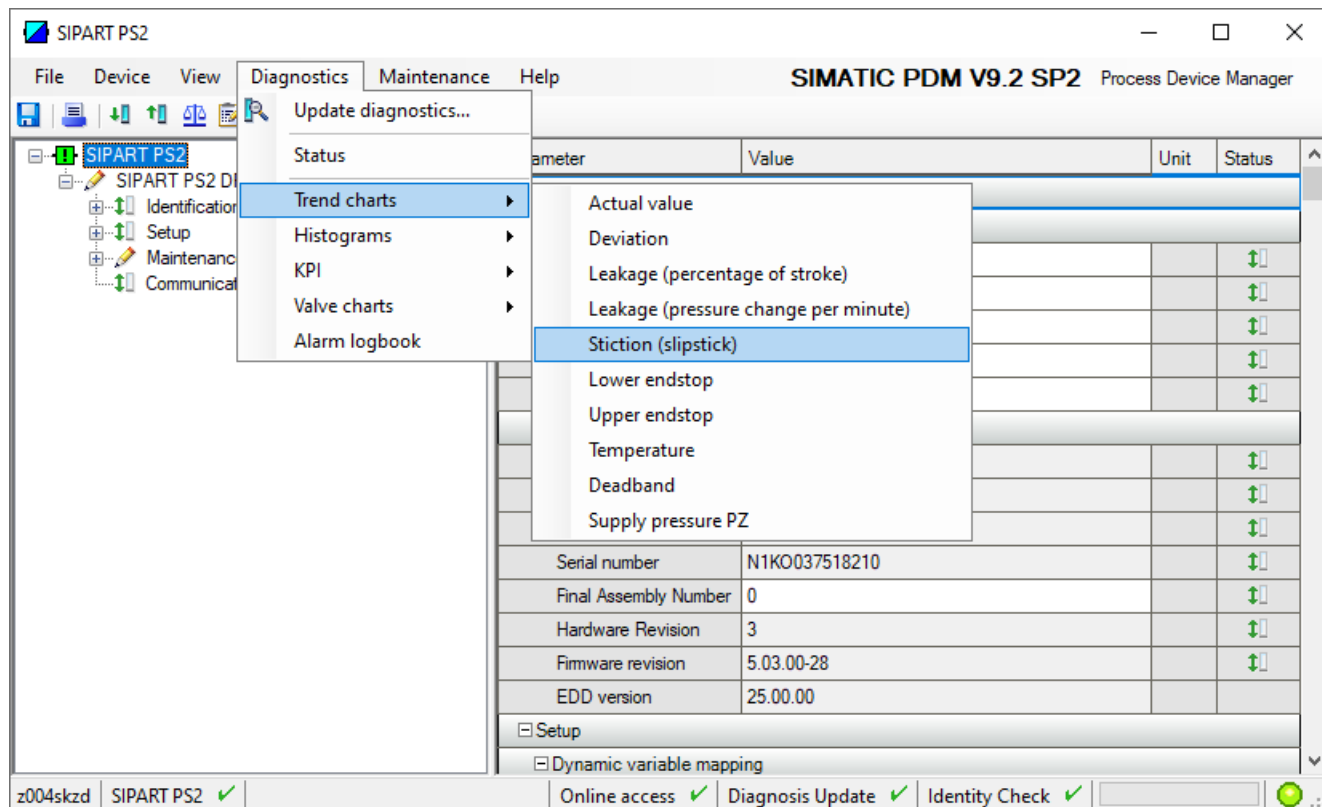 SIPART PS2
File Device View Diagnostics Maintenance Help SIMATIC PDM V9.2 SP2 Process Device Manager
Update diagnostics...
Status
Trend charts
Histograms
KPI
Valve charts
Alarm logbook
SIPART PS2
SIPART PS2
Identification
Setup
Communicat
Value Unit Status
Actual value
Deviation
Leakage (percentage of stroke)
Leakage (pressure change per minute)
Stiction (slipstick)
Lower endstop
Upper endstop
Temperature
Deadband
Supply pressure PZ
Serial number N1KO037518210
Final Assembly Number 0
Hardware Revision 3
Firmware revision 5.03.00-28
EDD version 25.00.00
Setup
Dynamic variable mapping
z004skzd SIPART PS2 Online access Diagnosis Update Identity Check